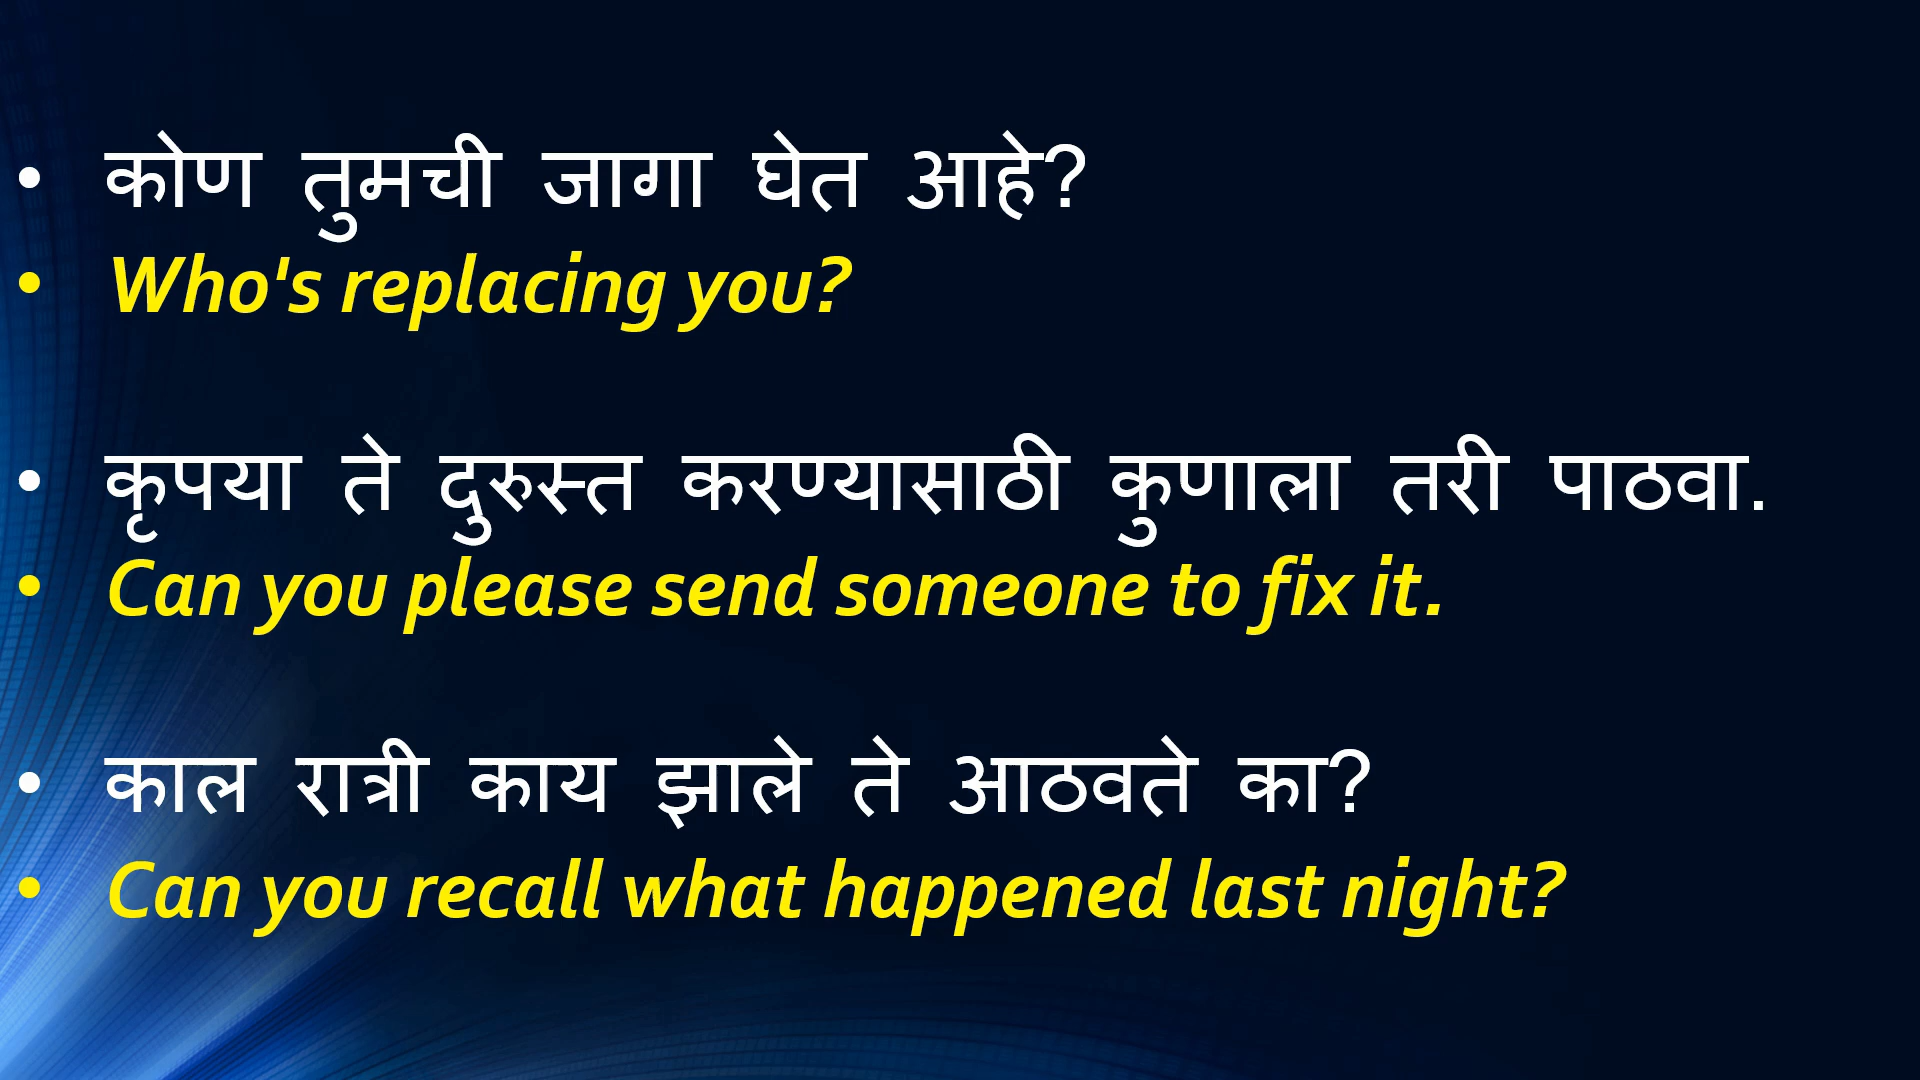 • कोण तुमची जागा घेत आहे?
• Who's replacing you?
• कृपया ते दुरुस्त करण्यासाठी कुणाला तरी पाठवा.
• Can you please send someone to fix it.
• काल रात्री काय झाले ते आठवते का?
• Can you recall what happened last night?